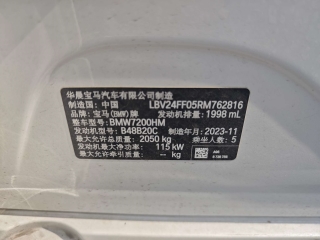 华晨宝马汽车有限公司制造
制造国: 中国 LBV24FF05RM762816
品牌: 宝马(BMW)牌 发动机排量: 1998 mL
整车型号: BMW7200HM
发动机型号: B48B20C 制造年月: 2023-11
最大允许总质量: 2050 kg 乘坐人数: 5
发动机最大净功率: 115 kW
最大允许牵引质量: -- kg